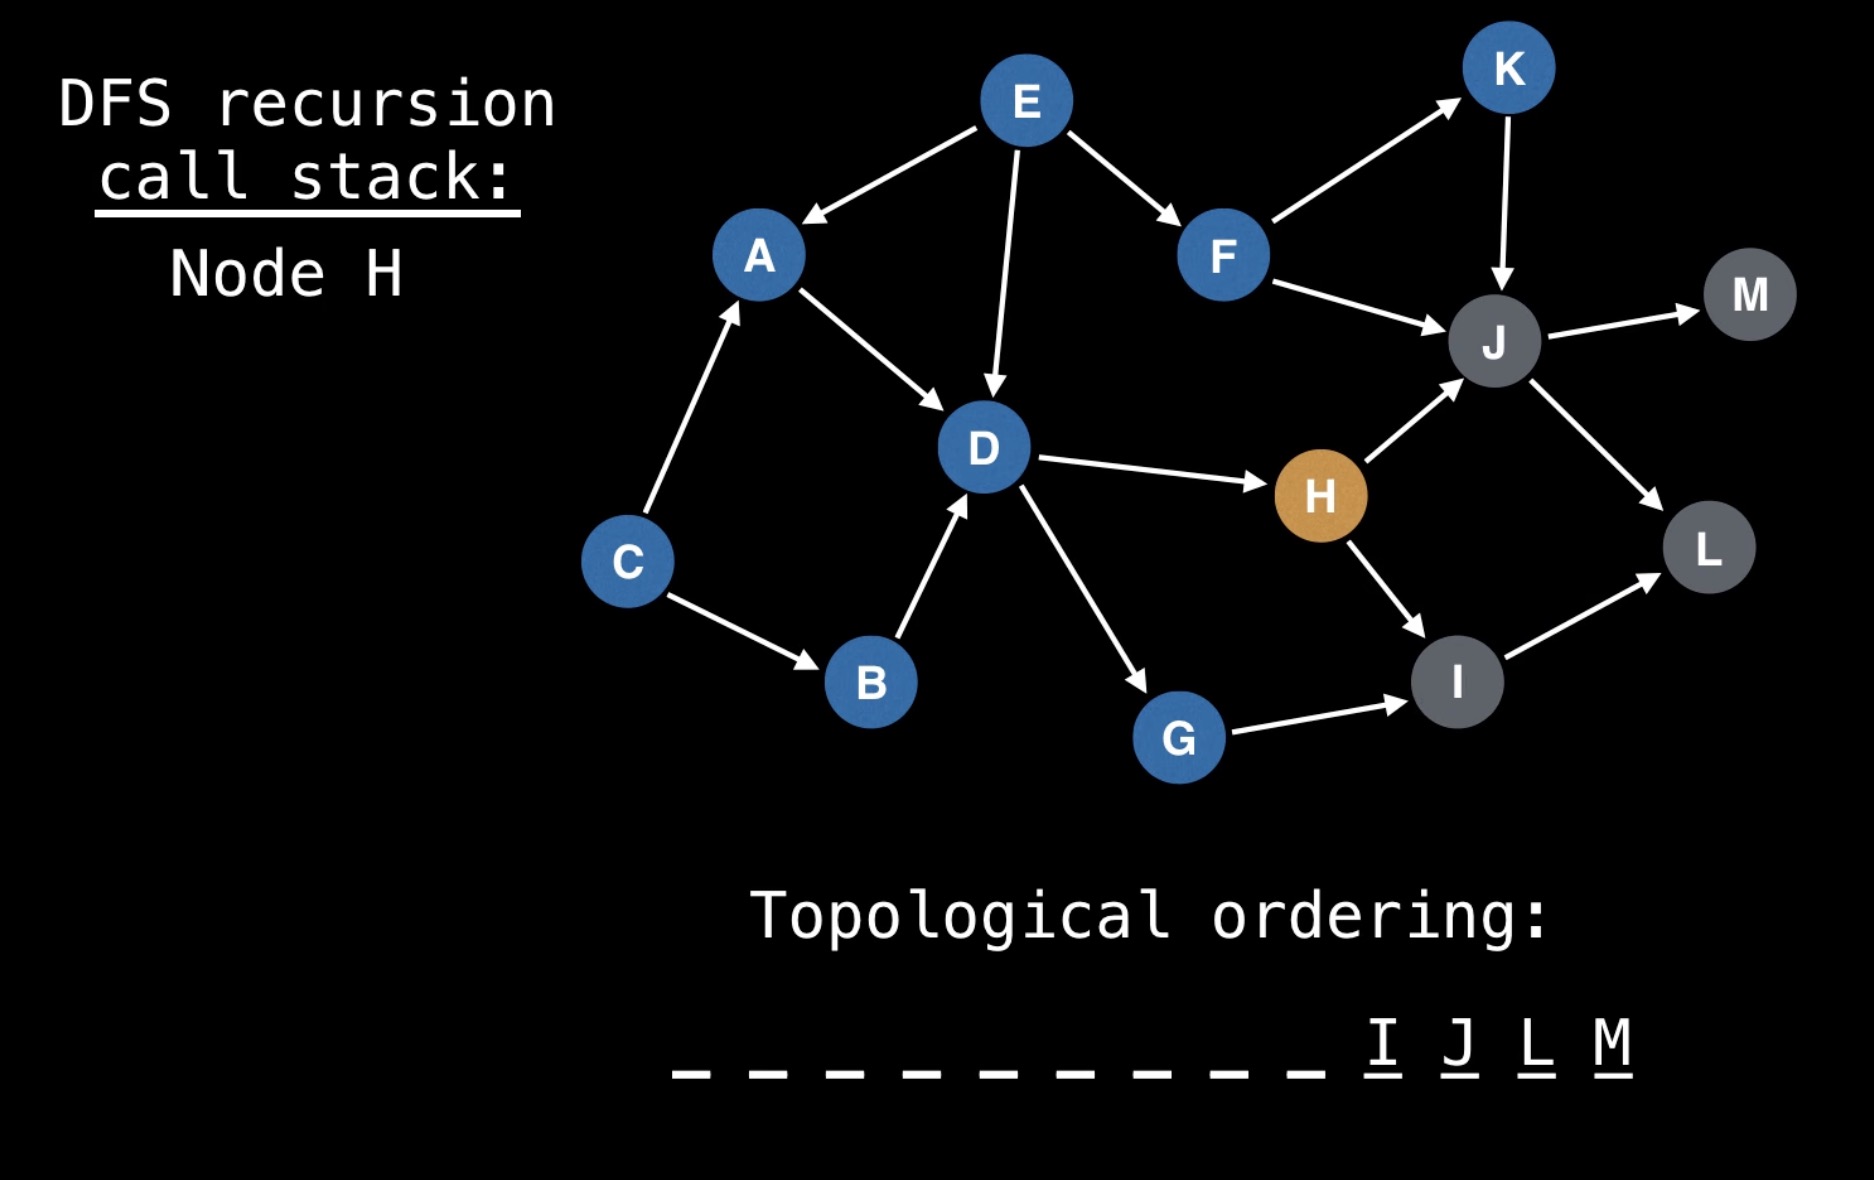 DFS recursion
call stack:
Node H
K
E
A
F
M
J
D
H
C
L
B
I
G
Topological ordering:
_ _ _ _ _ _ _ _ _ I J L M